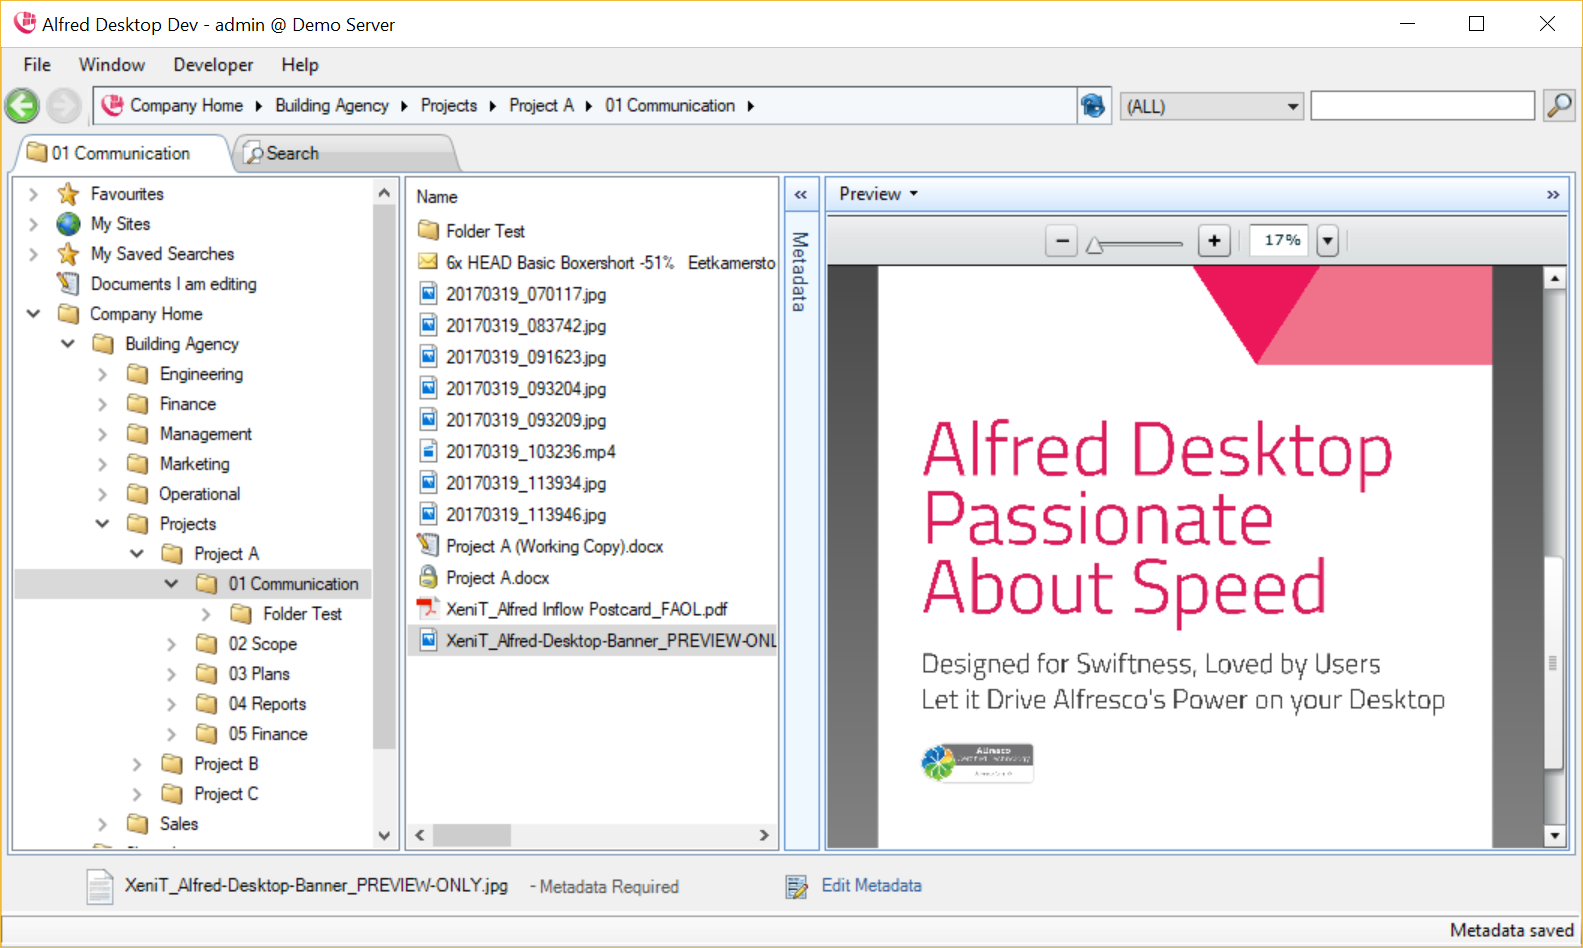 Alfred Desktop Dev - admin @ Demo Server
File Window Developer Help
Company Home Building Agency Projects Project A 01 Communication
(ALL)
01 Communication
Search
Favourites
My Sites
My Saved Searches
Documents I am editing
Company Home
Building Agency
Engineering
Finance
Management
Marketing
Operational
Projects
Project A
01 Communication
Folder Test
02 Scope
03 Plans
04 Reports
05 Finance
Project B
Project C
Sales
Name
Folder Test
6x HEAD Basic Boxershort -51% Eetkamersto
20170319_070117.jpg
20170319_083742.jpg
20170319_091623.jpg
20170319_093204.jpg
20170319_093209.jpg
20170319_103236.mp4
20170319_113934.jpg
20170319_113946.jpg
Project A (Working Copy).docx
Project A.docx
XeniT_Alfred Inflow Postcard_FAOL.pdf
XeniT_Alfred-Desktop-Banner_PREVIEW-ONL
Metadata
Preview
17%
Alfred Desktop
Passionate
About Speed
Designed for Swiftness, Loved by Users
Let it Drive Alfresco's Power on your Desktop
Alfresco
Certified Technology
XeniT_Alfred-Desktop-Banner_PREVIEW-ONLY.jpg - Metadata Required
Edit Metadata
Metadata saved